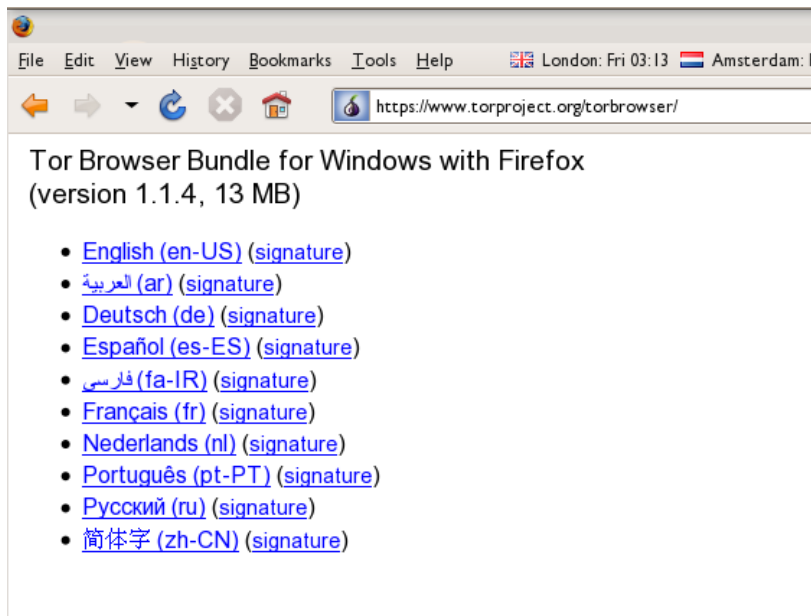 File Edit View History Bookmarks Tools Help London: Fri 03:13 Amsterdam:
https://www.torproject.org/torbrowser/
Tor Browser Bundle for Windows with Firefox
(version 1.1.4, 13 MB)
English (en-US) (signature)
العربية (ar) (signature)
Deutsch (de) (signature)
Español (es-ES) (signature)
فارسی (fa-IR) (signature)
Français (fr) (signature)
Nederlands (nl) (signature)
Português (pt-PT) (signature)
Русский (ru) (signature)
简体字 (zh-CN) (signature)